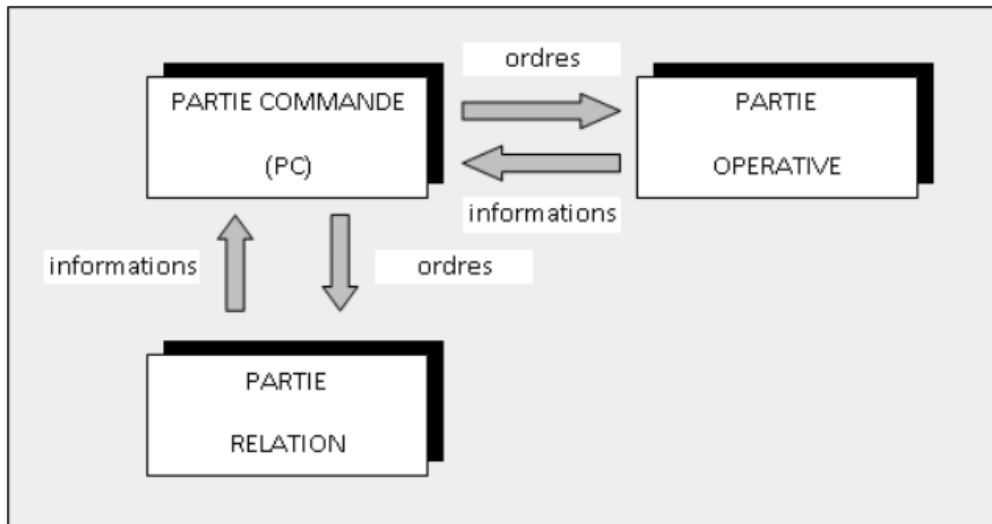 ordres
PARTIE COMMANDE
(PC)
PARTIE
OPERATIVE
informations
informations
ordres
PARTIE
RELATION